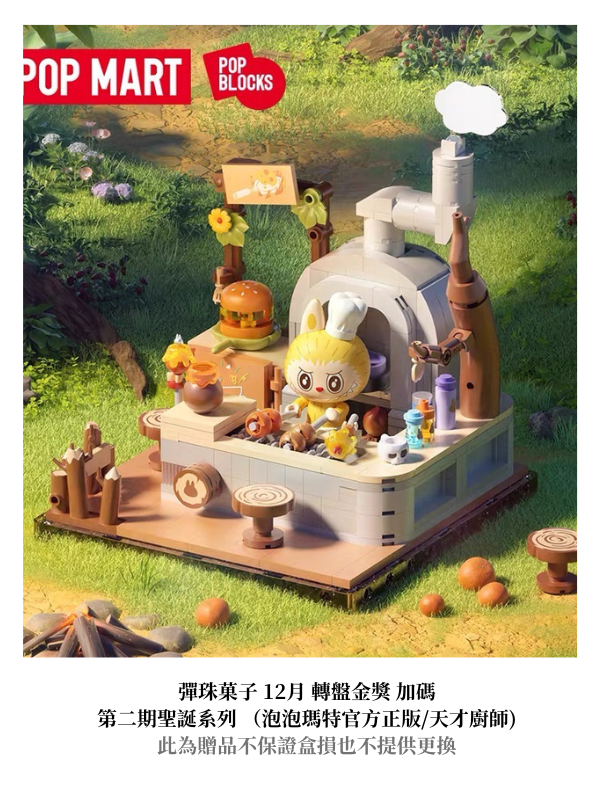 POP MART
POP
BLOCKS
彈珠菓子 12月 轉盤金獎 加碼
第二期聖誕系列 （泡泡瑪特官方正版/天才廚師)
此為贈品不保證盒損也不提供更換